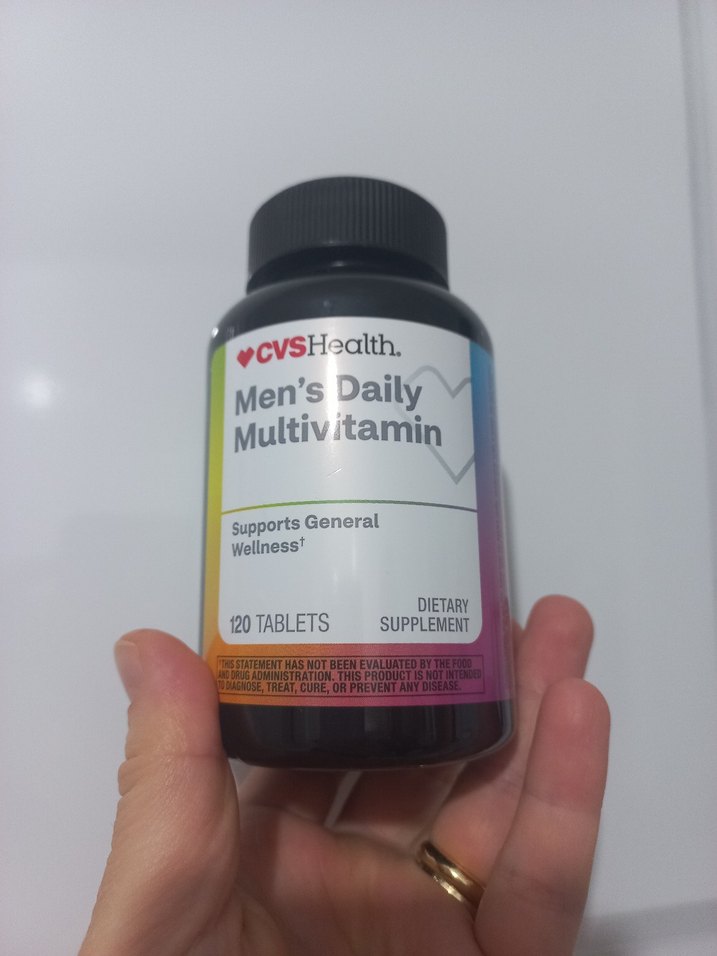 CVSHealth.
Men's Daily
Multivitamin
Supports General
Wellness†
120 TABLETS
DIETARY
SUPPLEMENT
†THIS STATEMENT HAS NOT BEEN EVALUATED BY THE FOOD
AND DRUG ADMINISTRATION. THIS PRODUCT IS NOT INTENDED
TO DIAGNOSE, TREAT, CURE, OR PREVENT ANY DISEASE.